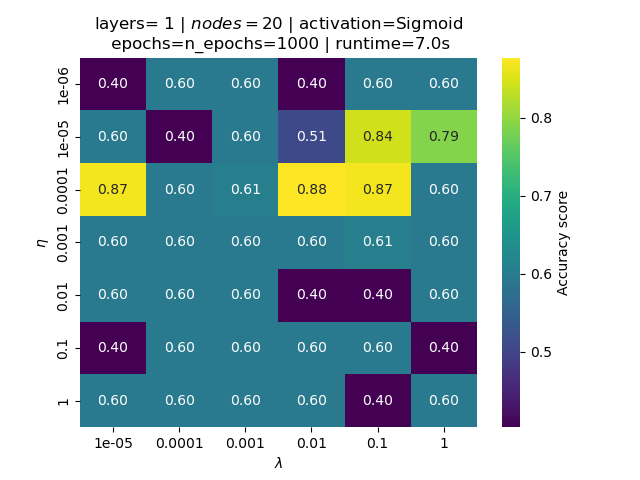 layers= 1 | nodes=20 | activation=Sigmoid
epochs=n_epochs=1000 | runtime=7.0s
1e-06 0.40 0.60 0.60 0.40 0.60 0.60
1e-05 0.60 0.40 0.60 0.51 0.84 0.79
0.0001 0.87 0.60 0.61 0.88 0.87 0.60
0.001 0.60 0.60 0.60 0.60 0.61 0.60
0.01 0.60 0.60 0.60 0.40 0.40 0.60
0.1 0.40 0.60 0.60 0.60 0.60 0.40
1 0.60 0.60 0.60 0.60 0.40 0.60
η
1e-05 0.0001 0.001 0.01 0.1 1
λ
0.8
0.7
0.6
0.5
Accuracy score